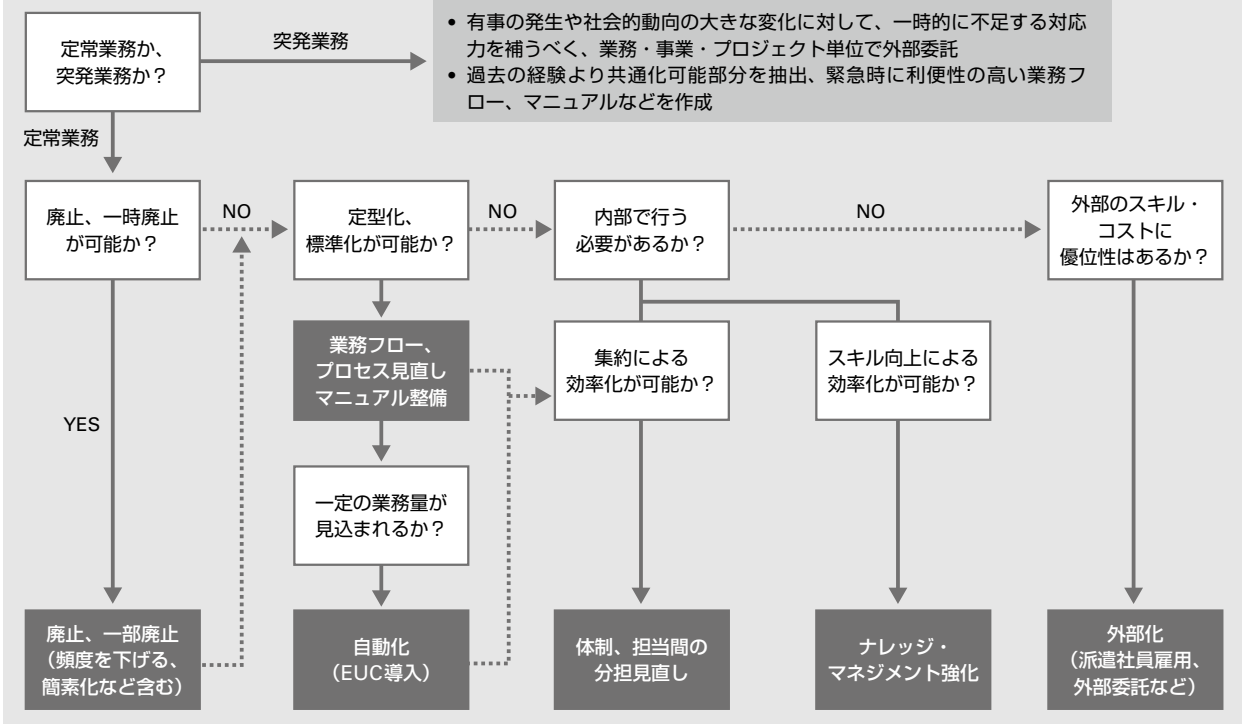 定常業務か、
突発業務か？
突発業務
• 有事の発生や社会的動向の大きな変化に対して、一時的に不足する対応
力を補うべく、業務・事業・プロジェクト単位で外部委託
• 過去の経験より共通化可能部分を抽出、緊急時に利便性の高い業務フ
ロー、マニュアルなどを作成
定常業務
廃止、一時廃止
が可能か？
NO
定型化、
標準化が可能か？
NO
内部で行う
必要があるか？
NO
外部のスキル・
コストに
優位性はあるか？
業務フロー、
プロセス見直し
マニュアル整備
集約による
効率化が可能か？
スキル向上による
効率化が可能か？
YES
一定の業務量が
見込まれるか？
廃止、一部廃止
（頻度を下げる、
簡素化など含む）
自動化
（EUC導入）
体制、担当間の
分担見直し
ナレッジ・
マネジメント強化
外部化
（派遣社員雇用、
外部委託など）